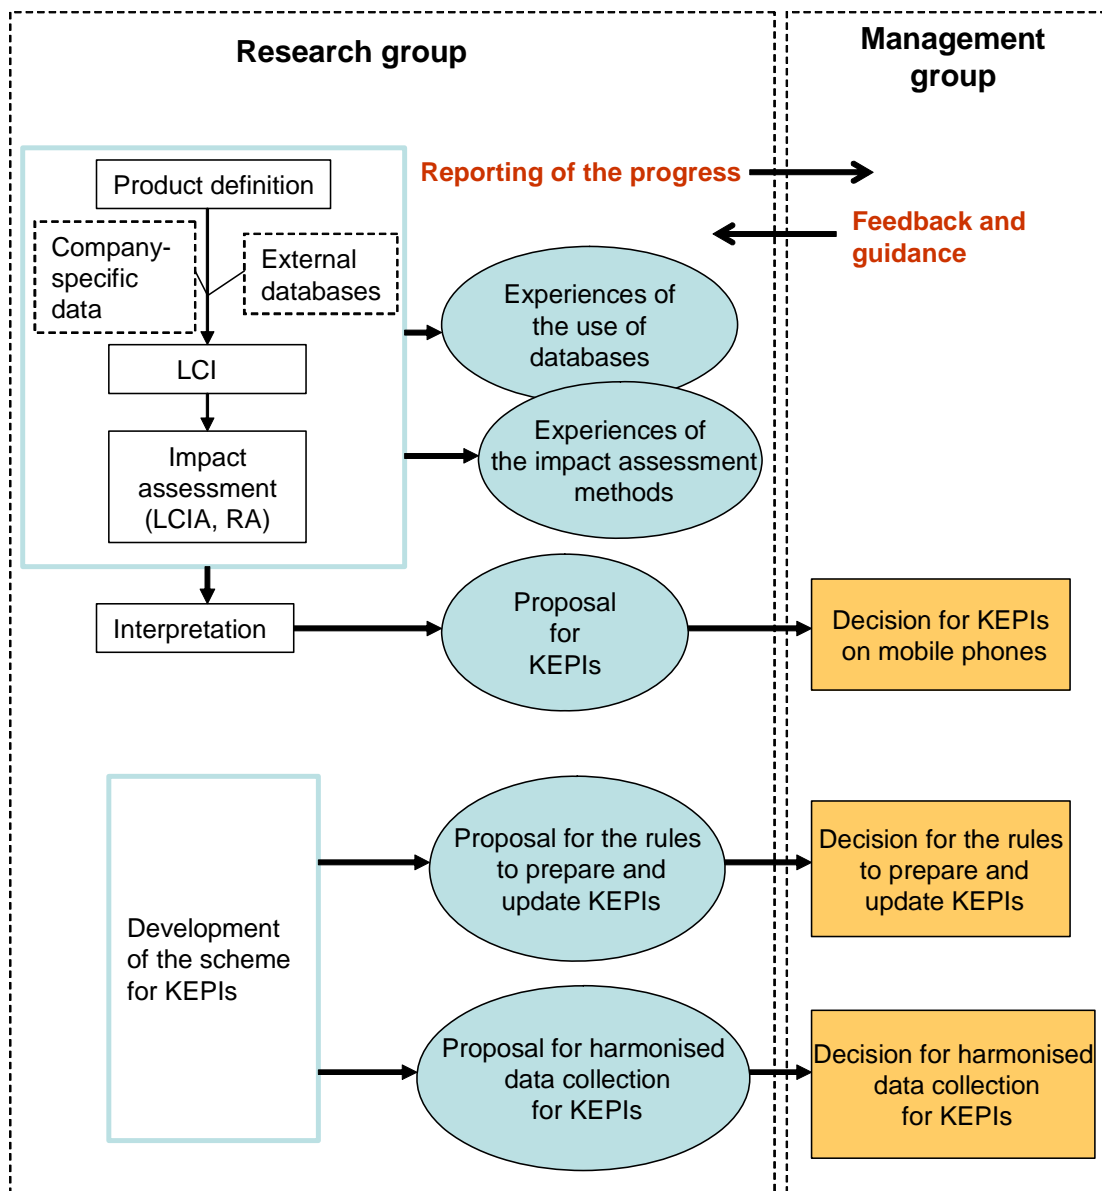 Research group
Management
group
Product definition
Company-
specific
data
External
databases
LCI
Impact
assessment
(LCIA, RA)
Interpretation
Reporting of the progress
Feedback and
guidance
Experiences of
the use of
databases
Experiences of
the impact assessment
methods
Proposal
for
KEPIs
Decision for KEPIs
on mobile phones
Development
of the scheme
for KEPIs
Proposal for the rules
to prepare and
update KEPIs
Decision for the rules
to prepare and
update KEPIs
Proposal for harmonised
data collection
for KEPIs
Decision for harmonised
data collection
for KEPIs